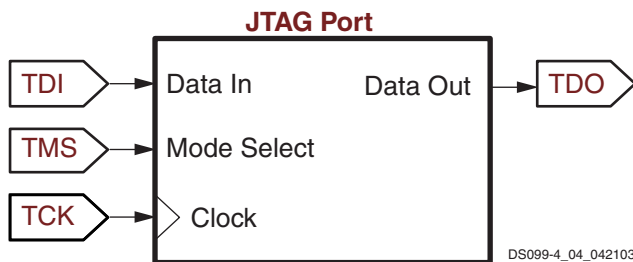 JTAG Port
TDI
Data In
Data Out
TDO
TMS
Mode Select
TCK
Clock
DS099-4_04_042103